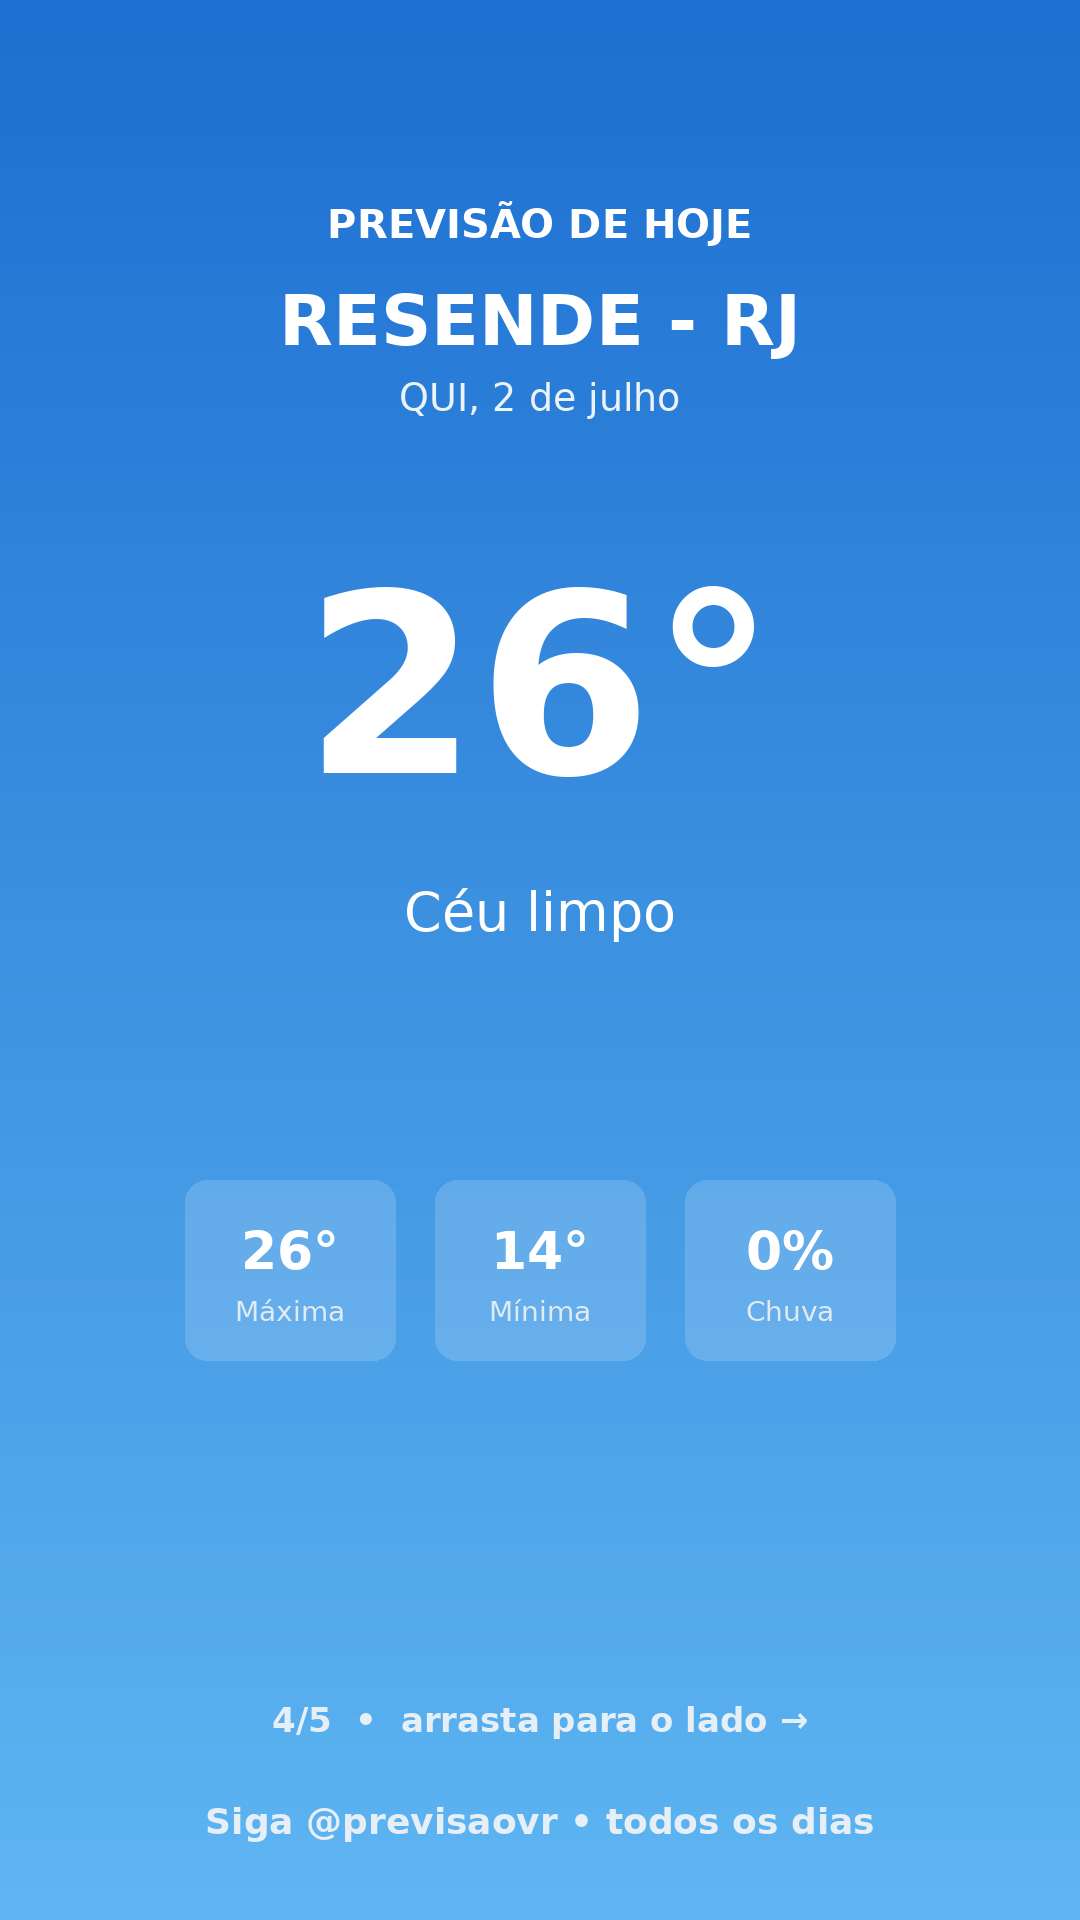 PREVISÃO DE HOJE
RESENDE - RJ
QUI, 2 de julho
26°
Céu limpo
26°
Máxima
14°
Mínima
0%
Chuva
4/5 • arrasta para o lado →
Siga @previsaovr • todos os dias